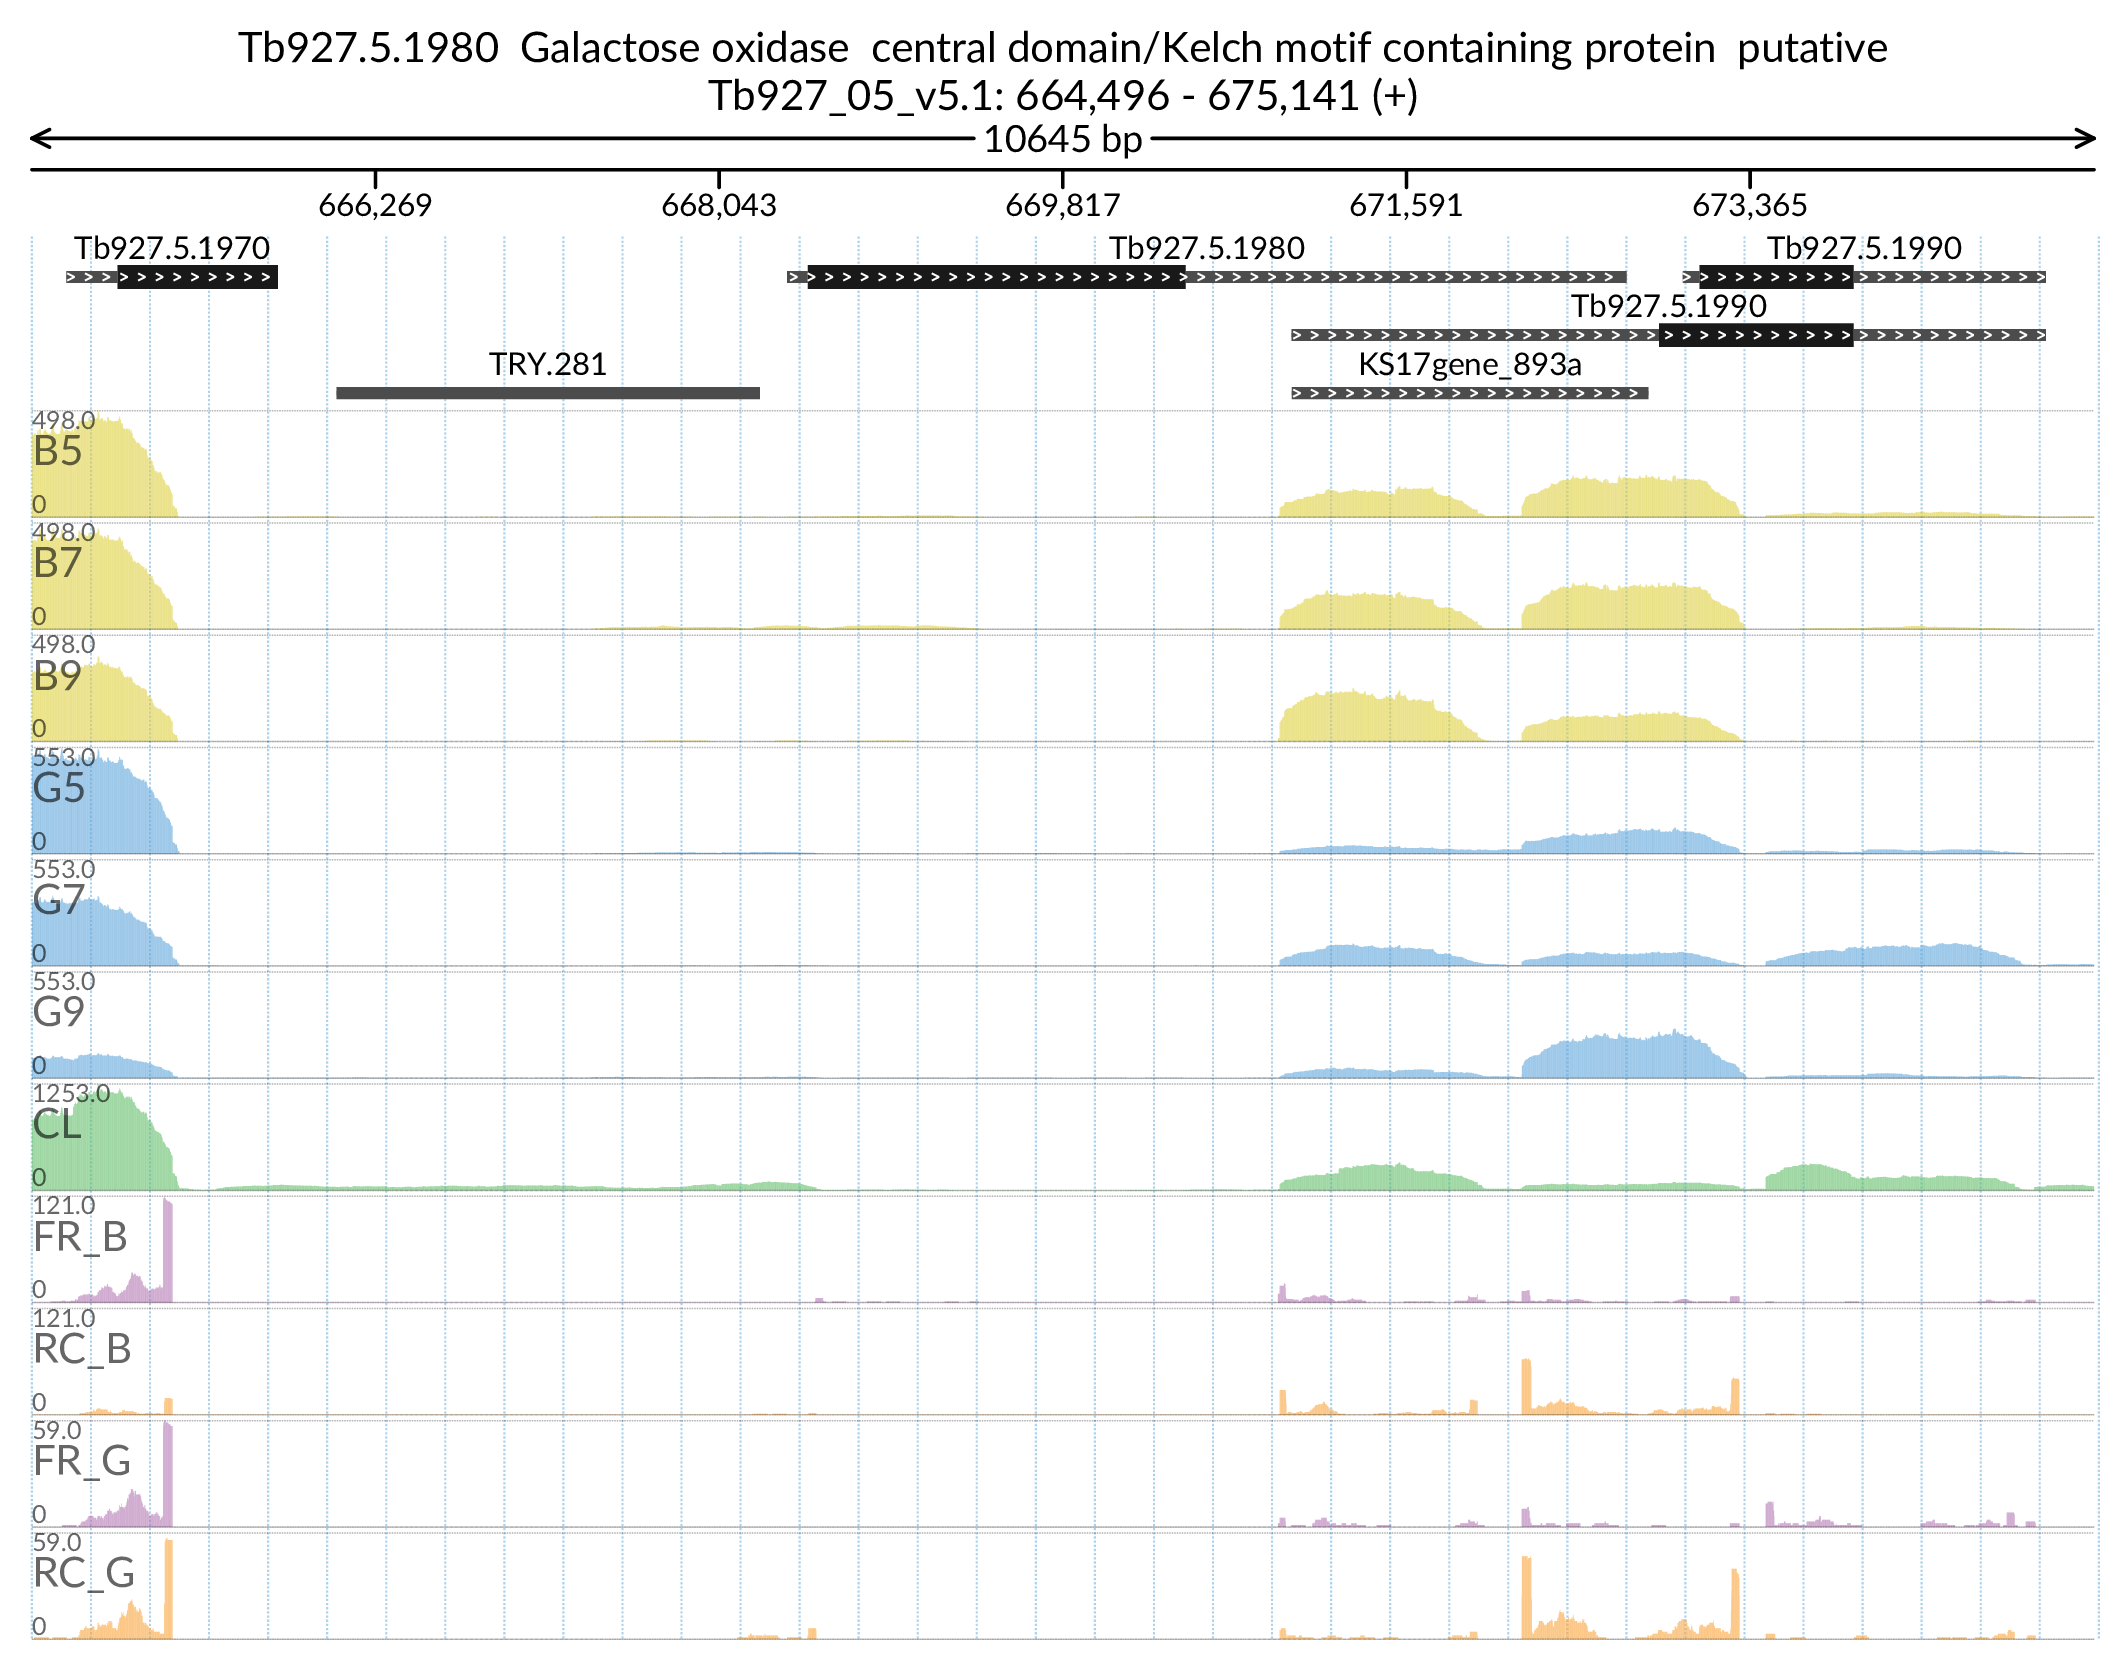 Tb927.5.1980 Galactose oxidase central domain/Kelch motif containing protein putative
Tb927_05_v5.1: 664,496 - 675,141 (+)
10645 bp
666,269 668,043 669,817 671,591 673,365
Tb927.5.1970 Tb927.5.1980 Tb927.5.1990
Tb927.5.1990
TRY.281 KS17gene_893a
498.0
B5
0
498.0
B7
0
498.0
B9
0
553.0
G5
0
553.0
G7
0
553.0
G9
0
1253.0
CL
0
121.0
FR_B
0
121.0
RC_B
0
59.0
FR_G
0
59.0
RC_G
0